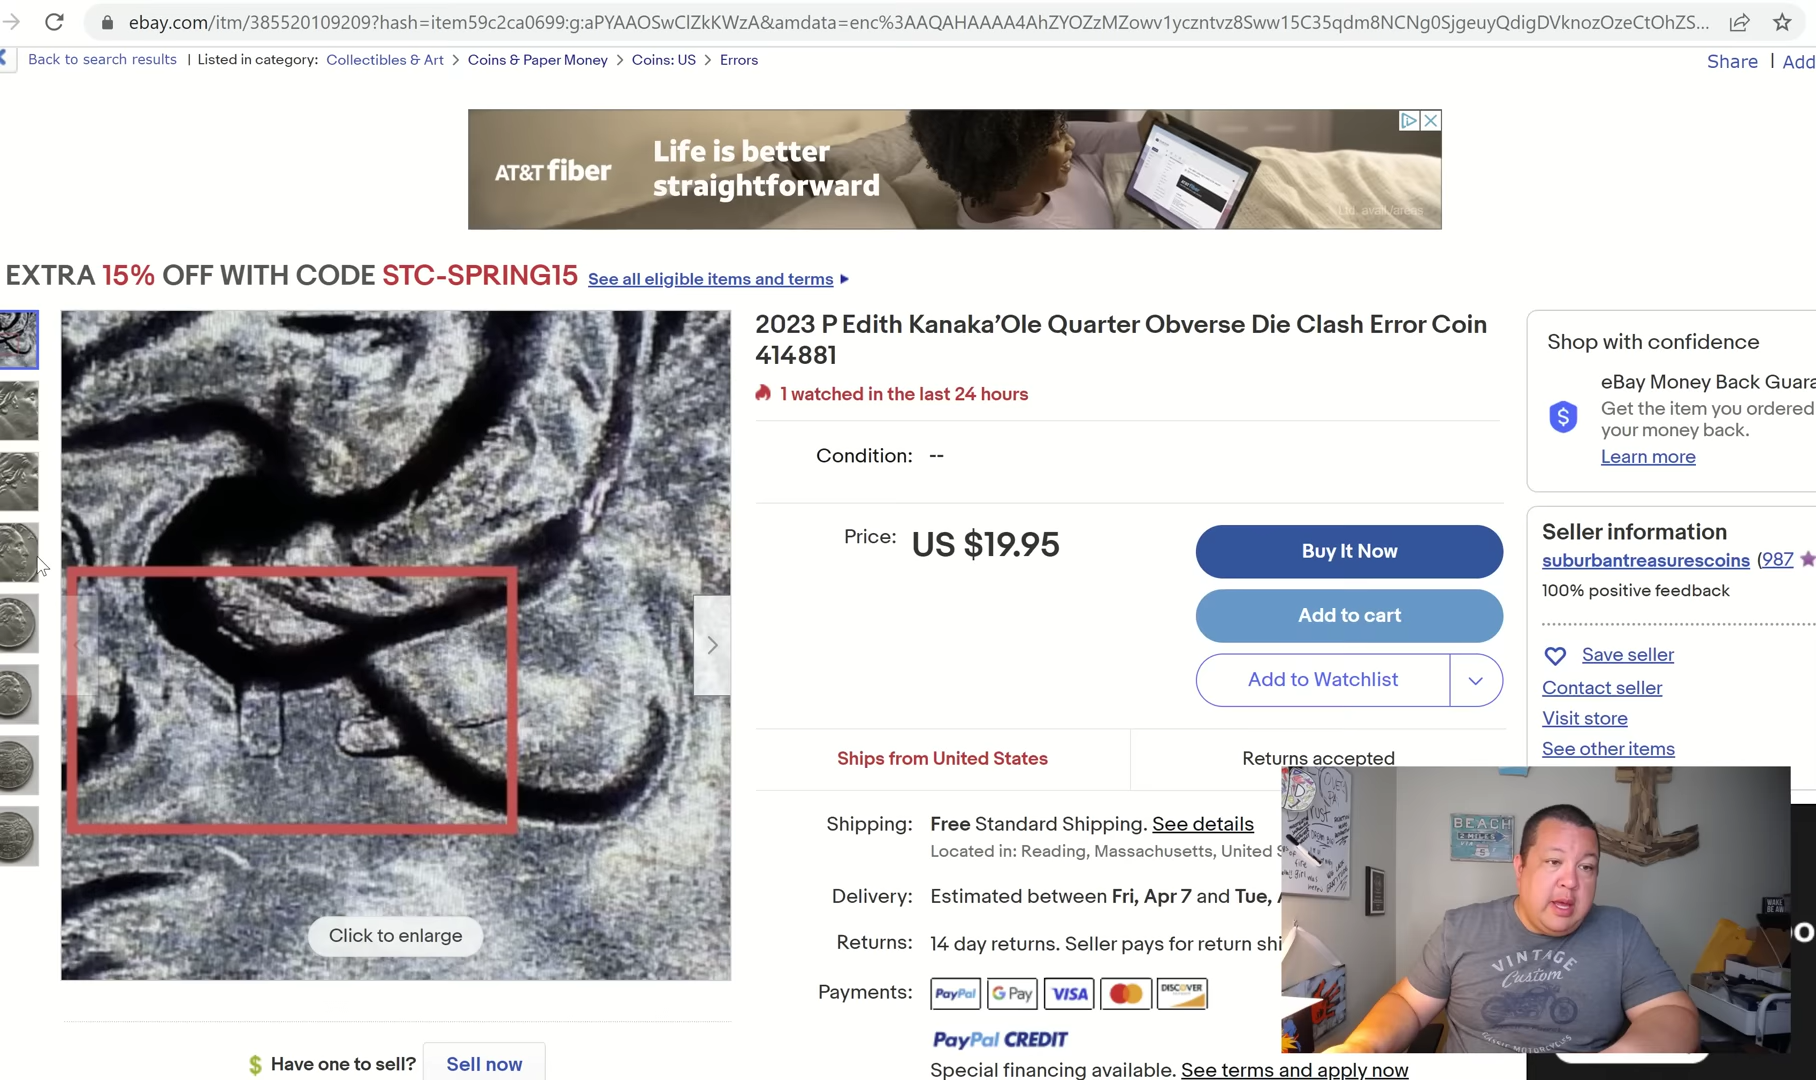 ebay.com/itm/385520109209?hash=item59c2ca0699:g:aPYAAOSwClZkKWzA&amdata=enc%3AAQAHAAAA4AhZYOZzMZowv1yczntvz8Sww15C35qdm8NCNg0SjgeuyQdigDVknozOzeCtOhZS...
Back to search results | Listed in category: Collectibles & Art > Coins & Paper Money > Coins: US > Errors
Share | Add
AT&T fiber
Life is better
straightforward
Ltd. avail/areas.
EXTRA 15% OFF WITH CODE STC-SPRING15 See all eligible items and terms
2023 P Edith Kanaka’Ole Quarter Obverse Die Clash Error Coin
414881
1 watched in the last 24 hours
Condition: --
Price: US $19.95
Buy It Now
Add to cart
Add to Watchlist
Ships from United States
Returns accepted
Shipping: Free Standard Shipping. See details
Located in: Reading, Massachusetts, United S
Delivery: Estimated between Fri, Apr 7 and Tue,
Returns: 14 day returns. Seller pays for return shi
Payments: PayPal G Pay VISA DISCOVER
PayPal CREDIT
Special financing available. See terms and apply now
Click to enlarge
Have one to sell? Sell now
Shop with confidence
eBay Money Back Guara
Get the item you ordered
your money back.
Learn more
Seller information
suburbantreasurescoins (987
100% positive feedback
Save seller
Contact seller
Visit store
See other items
BEACH
2 MILES
VINTAGE
Custom